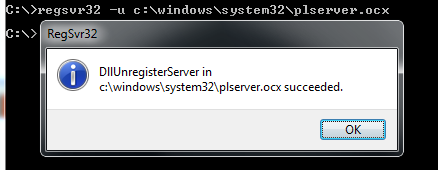 C:\>regsvr32 -u c:\windows\system32\plserver.ocx
C:\>
RegSvr32
DllUnregisterServer in
c:\windows\system32\plserver.ocx succeeded.
OK